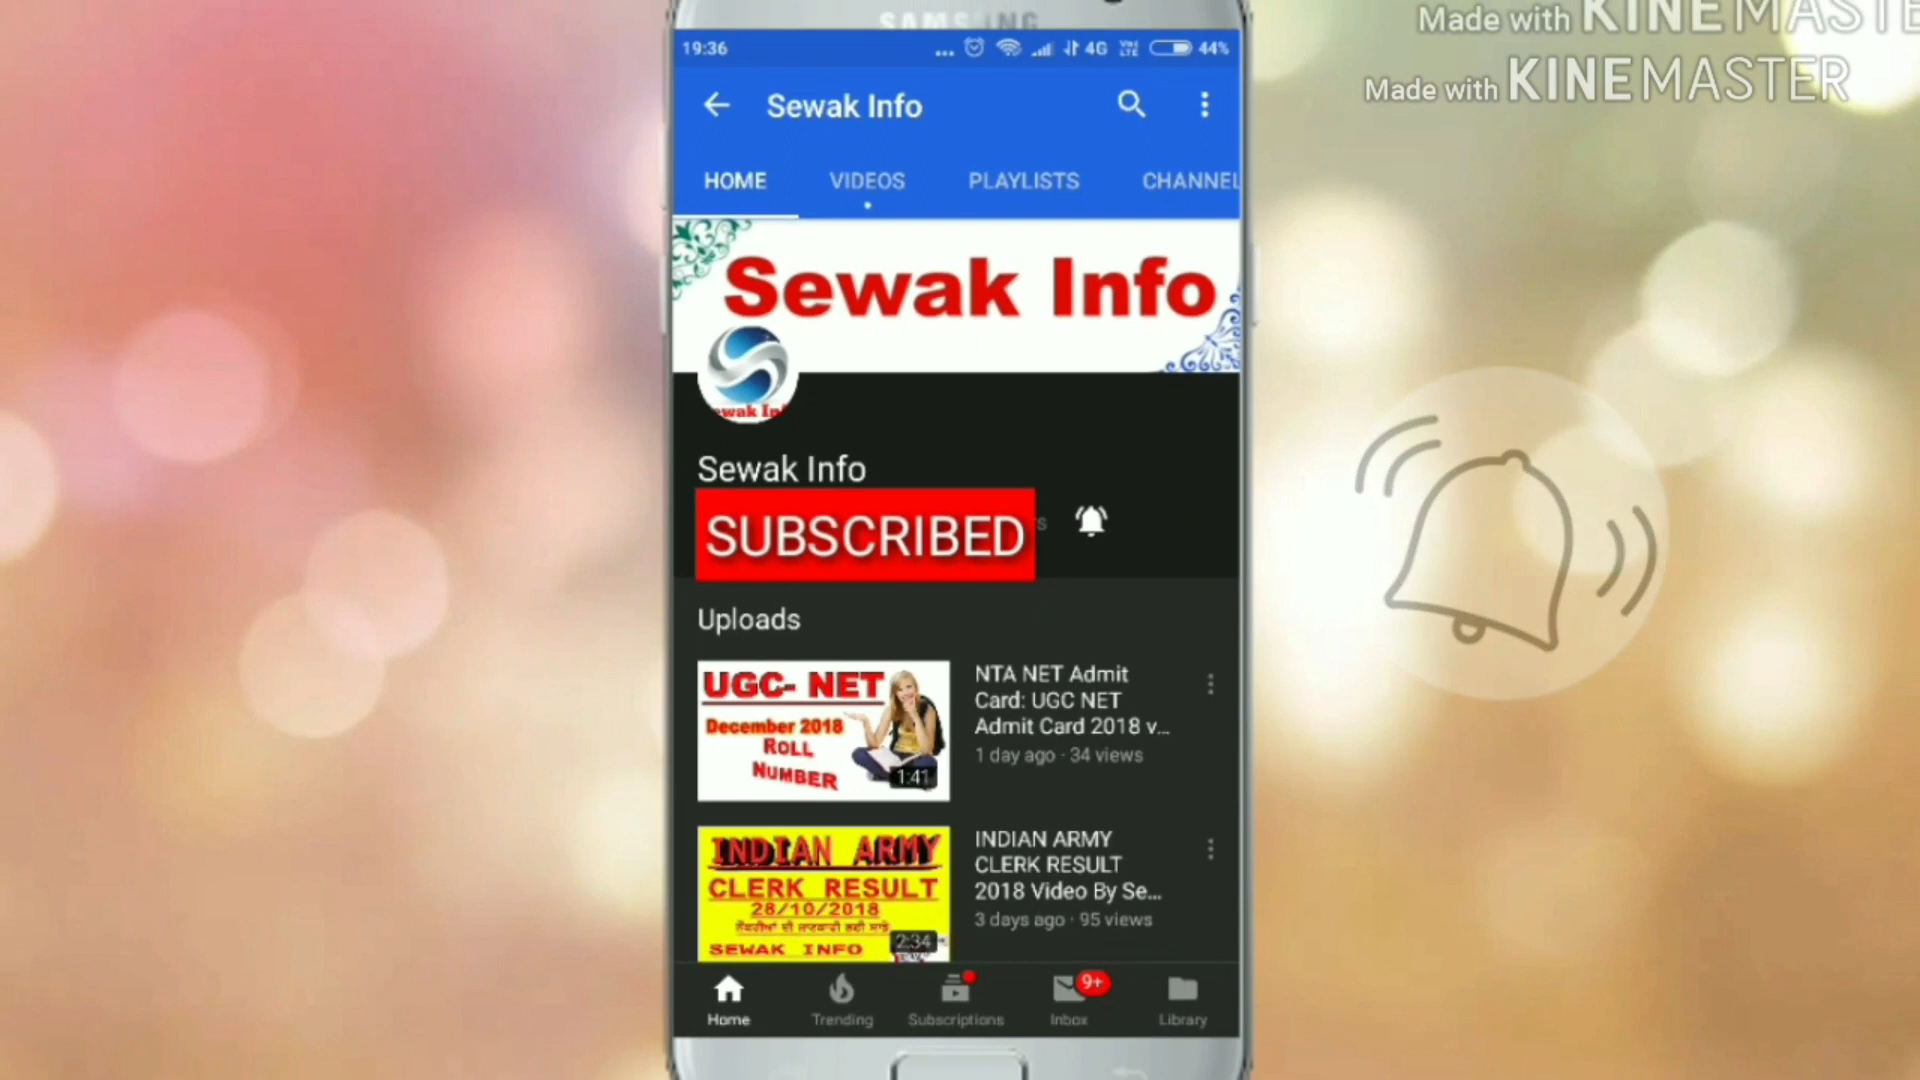 SAMSUNG
Made with KINEMASTER
Made with KINEMASTER
19:36
4G
44%
Sewak Info
HOME
VIDEOS
PLAYLISTS
CHANNEL
Sewak Info
Sewak Info
SUBSCRIBED
Uploads
UGC- NET
December 2018
ROLL
NUMBER
1:41
NTA NET Admit
Card: UGC NET
Admit Card 2018 v...
1 day ago · 34 views
INDIAN ARMY
CLERK RESULT
28/10/2018
SEWAK INFO
2:34
INDIAN ARMY
CLERK RESULT
2018 Video By Se...
3 days ago · 95 views
Home
Trending
Subscriptions
9+
Inbox
Library